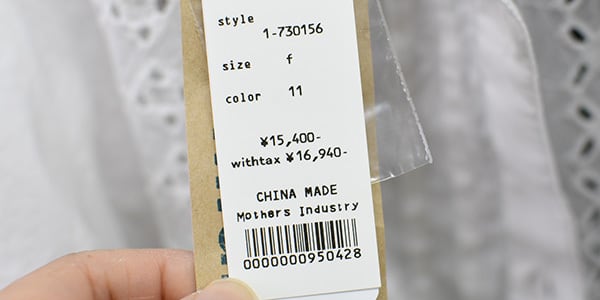 style
1-730156
size f
color 11
¥15,400-
withtax ¥16,940-
CHINA MADE
Mothers Industry
0000000950428